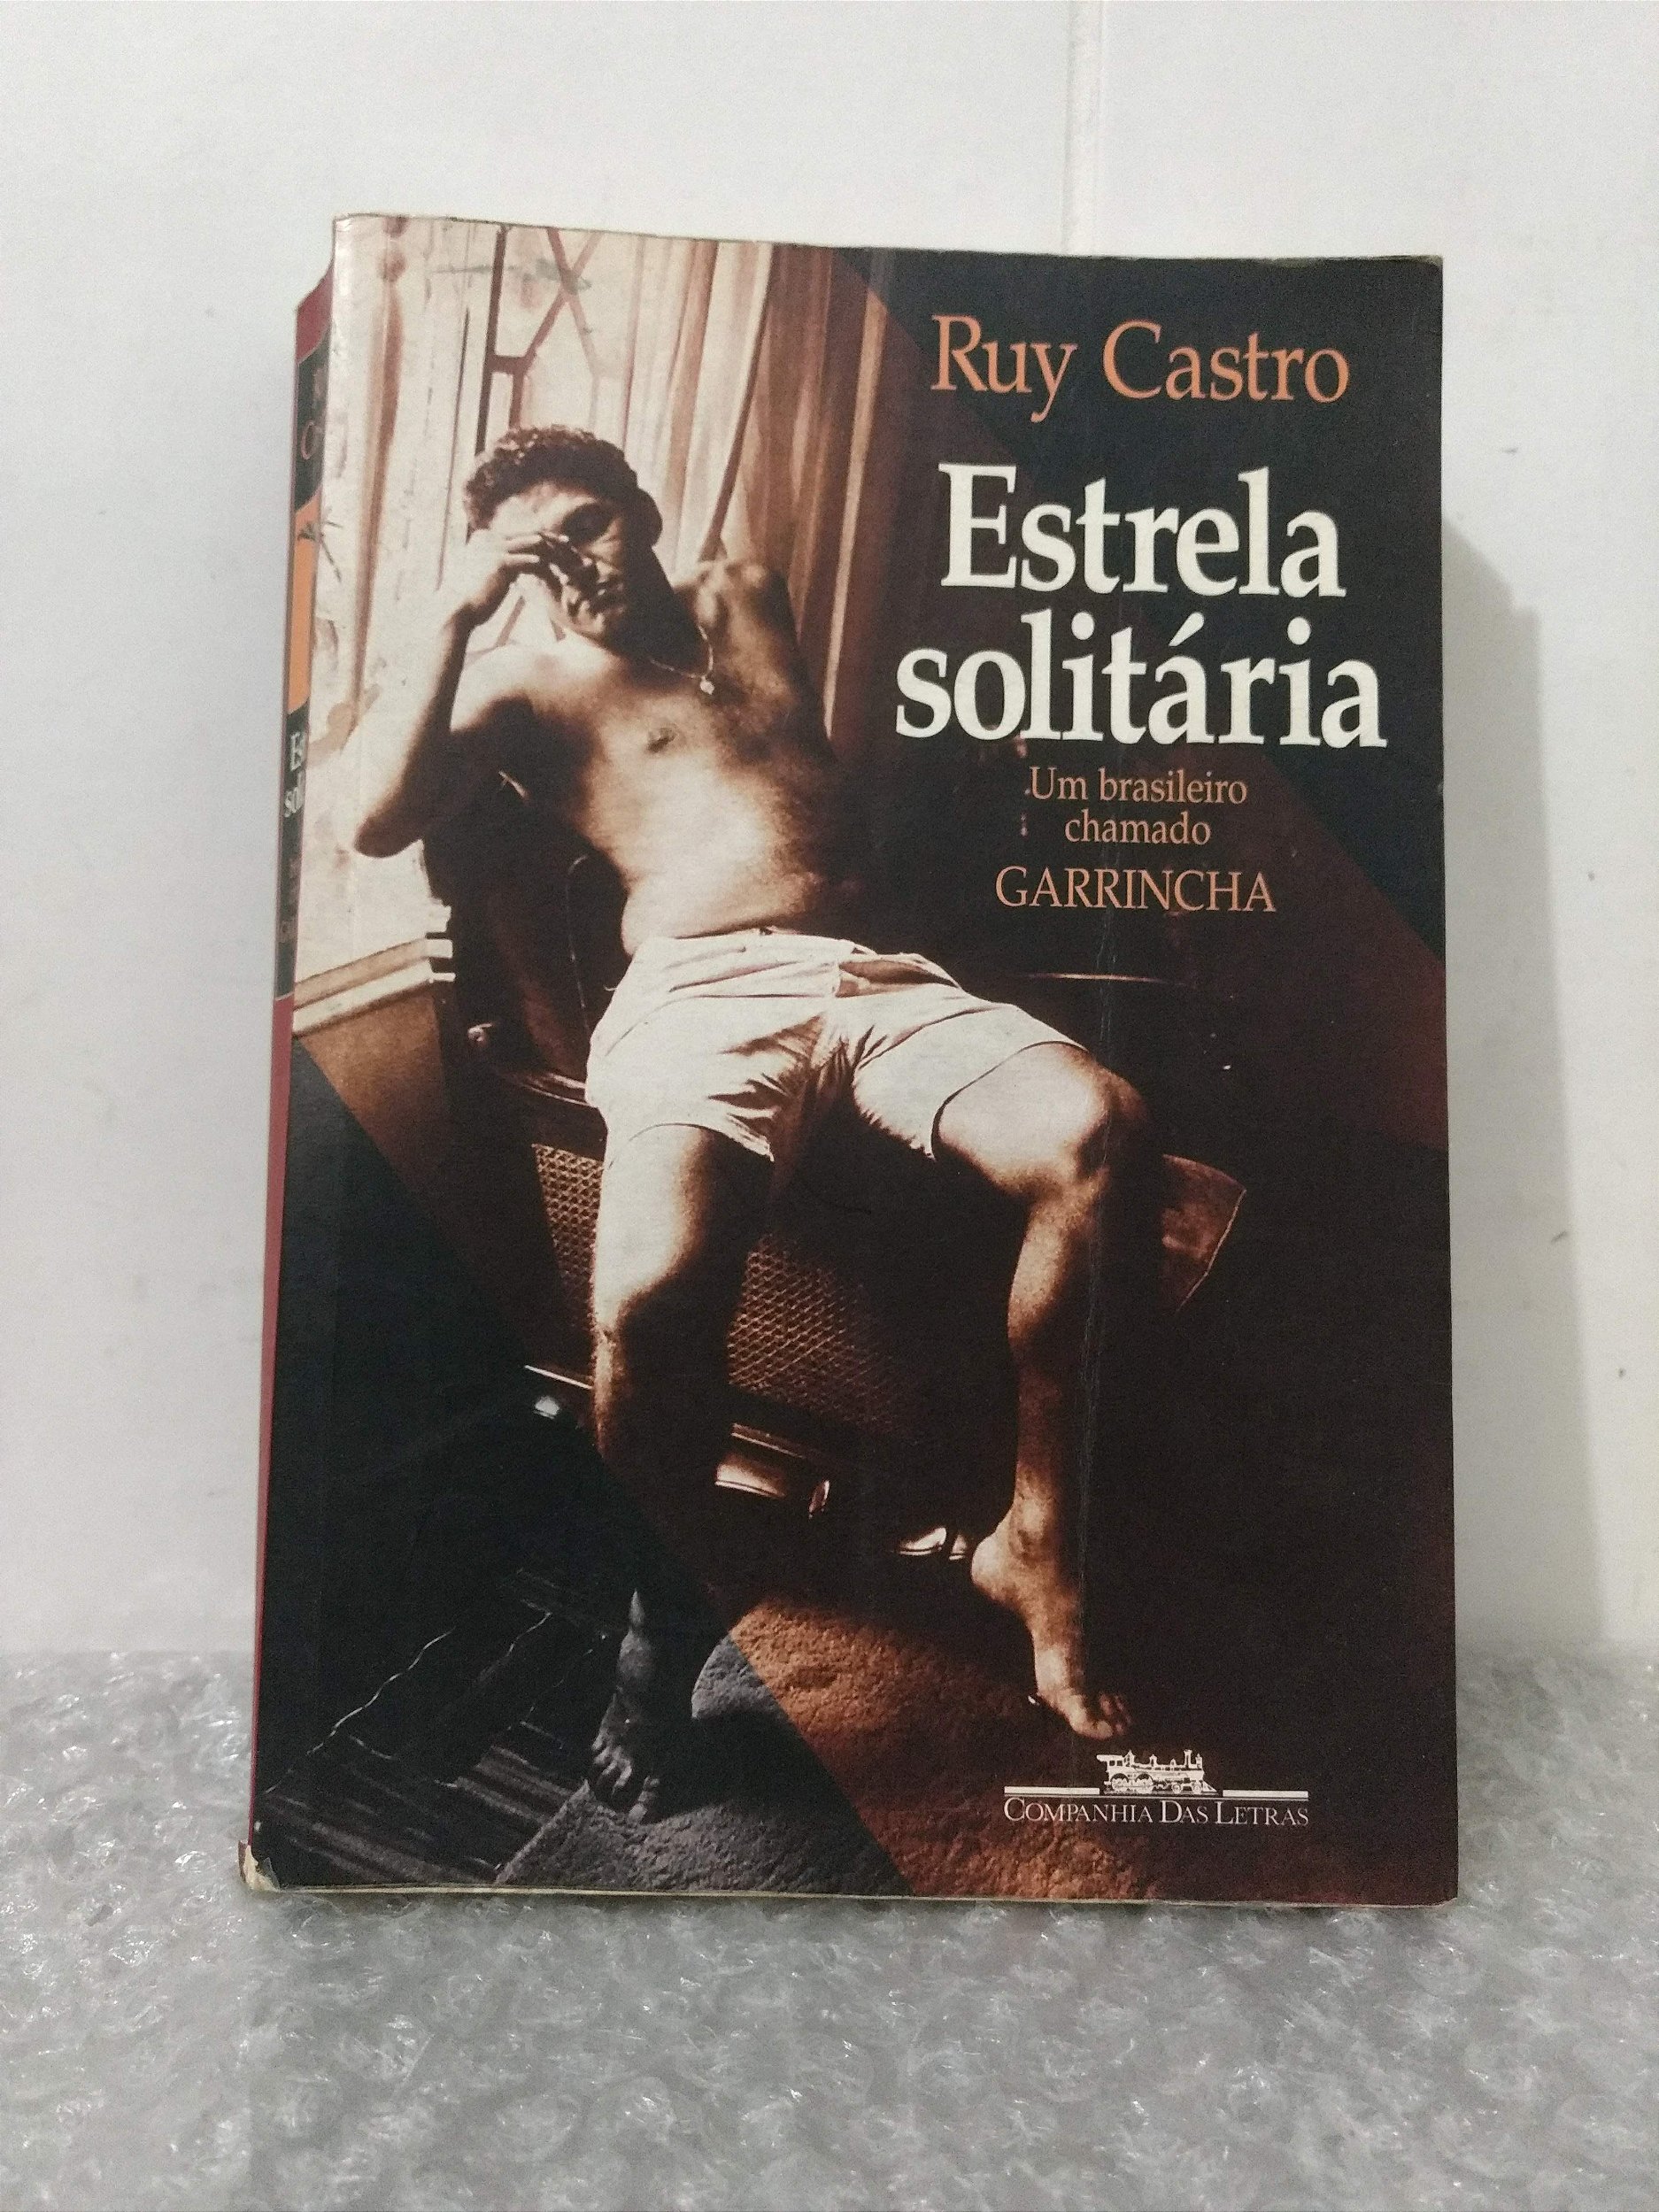 Ruy Castro
Estrela
solitária
Um brasileiro
chamado
GARRINCHA
COMPANHIA DAS LETRAS